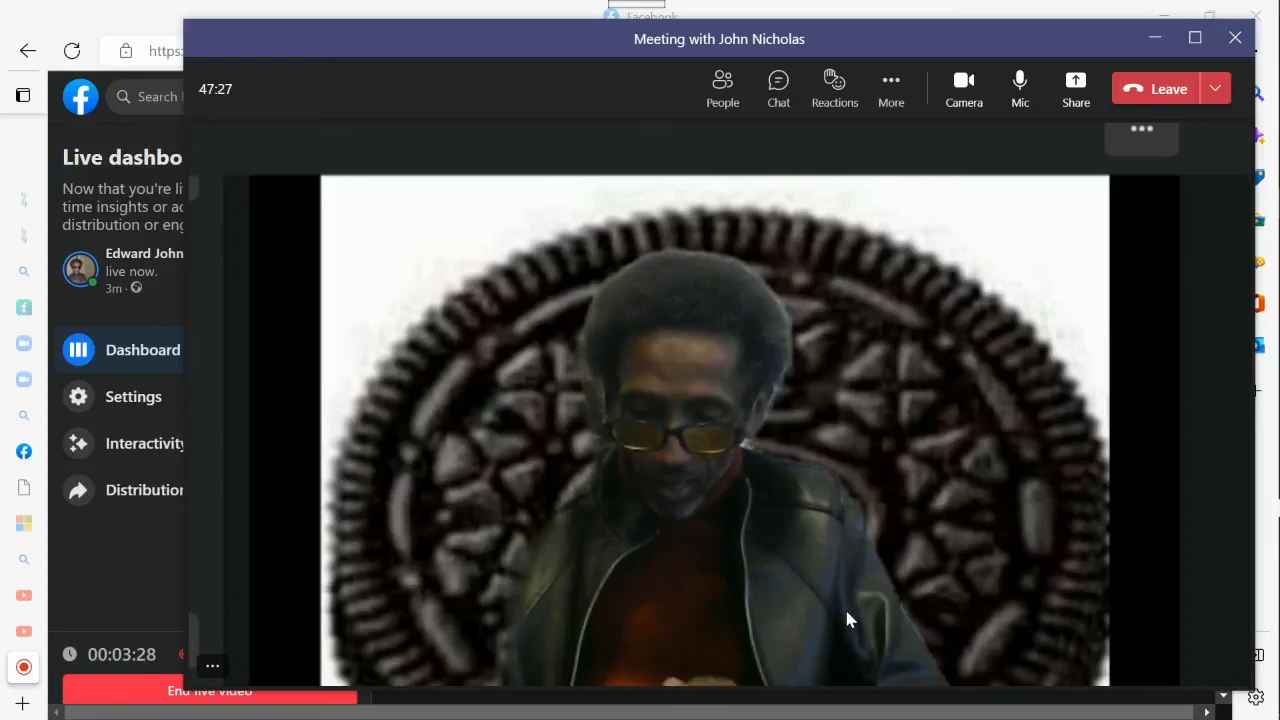 Facebook
https:
Meeting with John Nicholas
47:27
People
Chat
Reactions
More
Camera
Mic
Share
Leave
Search
Live dashbo
Now that you're li
time insights or ac
distribution or eng
Edward John
live now.
3m
Dashboard
Settings
Interactivity
Distribution
00:03:28
End live video